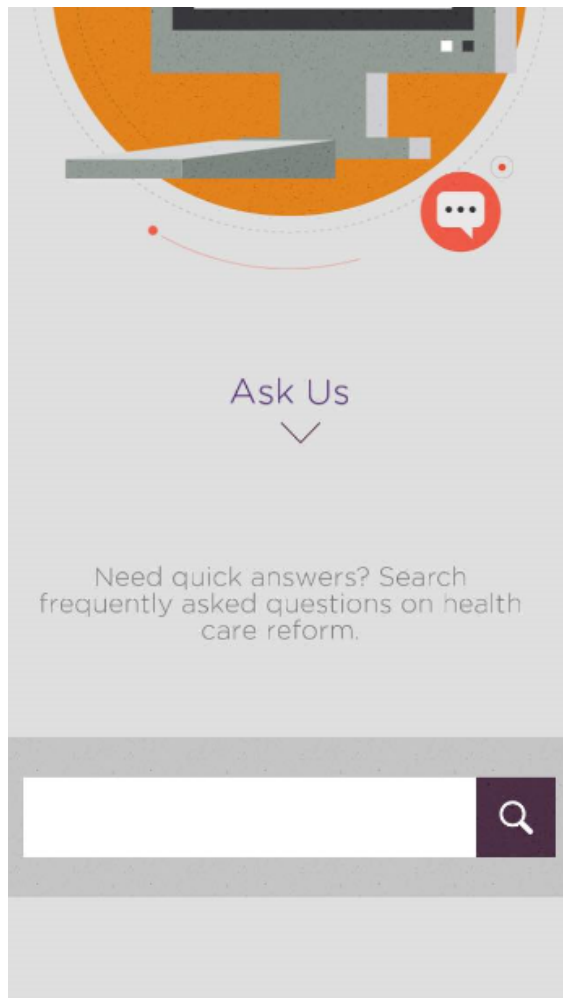 Ask Us
Need quick answers? Search
frequently asked questions on health
care reform.